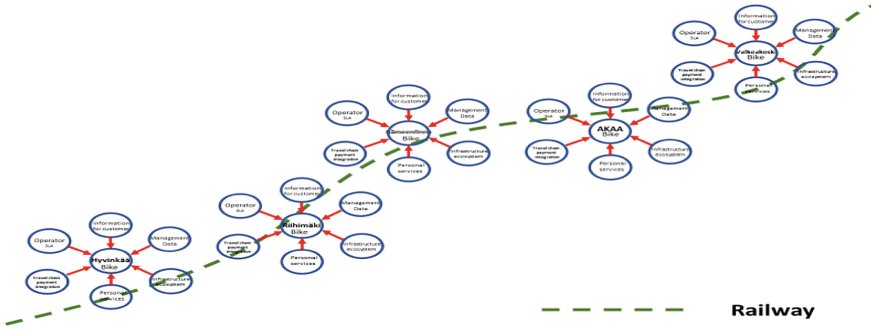 Information
for customer
Operator
SLA
Management
Data
Valkeakoski
Bike
Travel chain
payment
integration
Infrastructure
ecosystem
Personal
services
Information
for customer
Operator
SLA
Management
Data
Hämeenlinna
Bike
Travel chain
payment
integration
Infrastructure
ecosystem
Personal
services
Information
for customer
Operator
SLA
Management
Data
AKAA
Bike
Travel chain
payment
integration
Infrastructure
ecosystem
Personal
services
Information
for customer
Operator
SLA
Management
Data
Riihimäki
Bike
Travel chain
payment
integration
Infrastructure
ecosystem
Personal
services
Information
for customer
Operator
SLA
Management
Data
Hyvinkää
Bike
Travel chain
payment
integration
Infrastructure
ecosystem
Personal
services
Railway